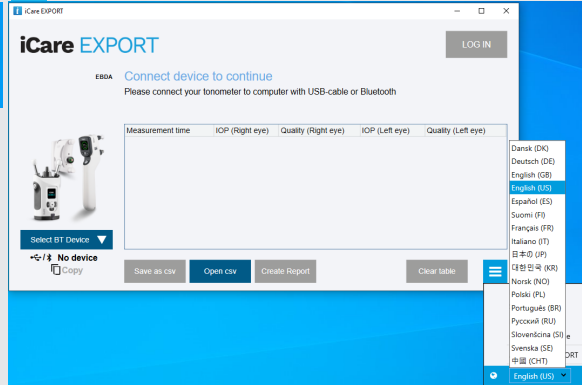 iCare EXPORT
iCare EXPORT
LOG IN
EBDA
Connect device to continue
Please connect your tonometer to computer with USB-cable or Bluetooth
Measurement time IOP (Right eye) Quality (Right eye) IOP (Left eye) Quality (Left eye)
Select BT Device
No device
Copy
Save as csv Open csv Create Report Clear table
Dansk (DK)
Deutsch (DE)
English (GB)
English (US)
Español (ES)
Suomi (FI)
Français (FR)
Italiano (IT)
日本の (JP)
대한민국 (KR)
Norsk (NO)
Polski (PL)
Português (BR)
Русский (RU)
Slovenščina (SI)
Svenska (SE)
中國 (CHT)
English (US)